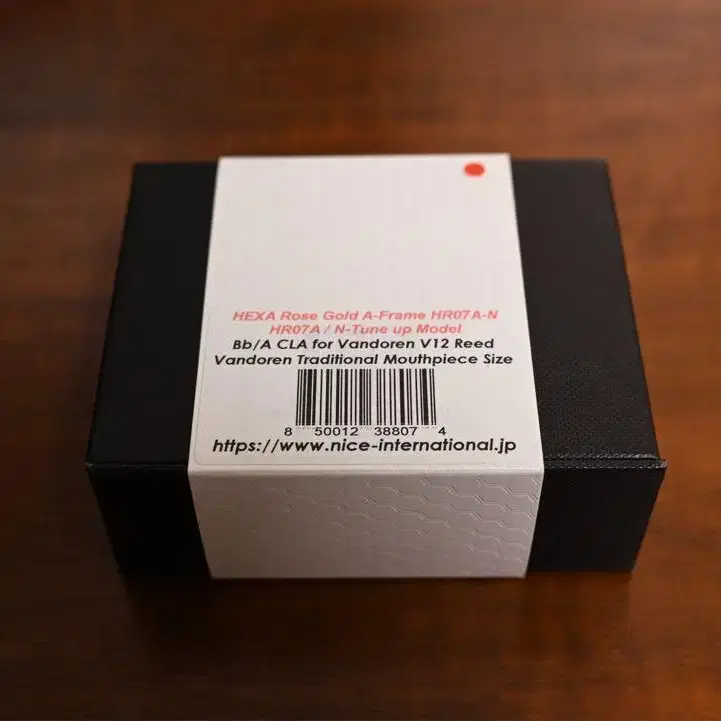 HEXA Rose Gold A-Frame HR07A-N
HR07A / N-Tune up Model
Bb/A CLA for Vandoren V12 Reed
Vandoren Traditional Mouthpiece Size
8 50012 38807 4
https://www.nice-international.jp